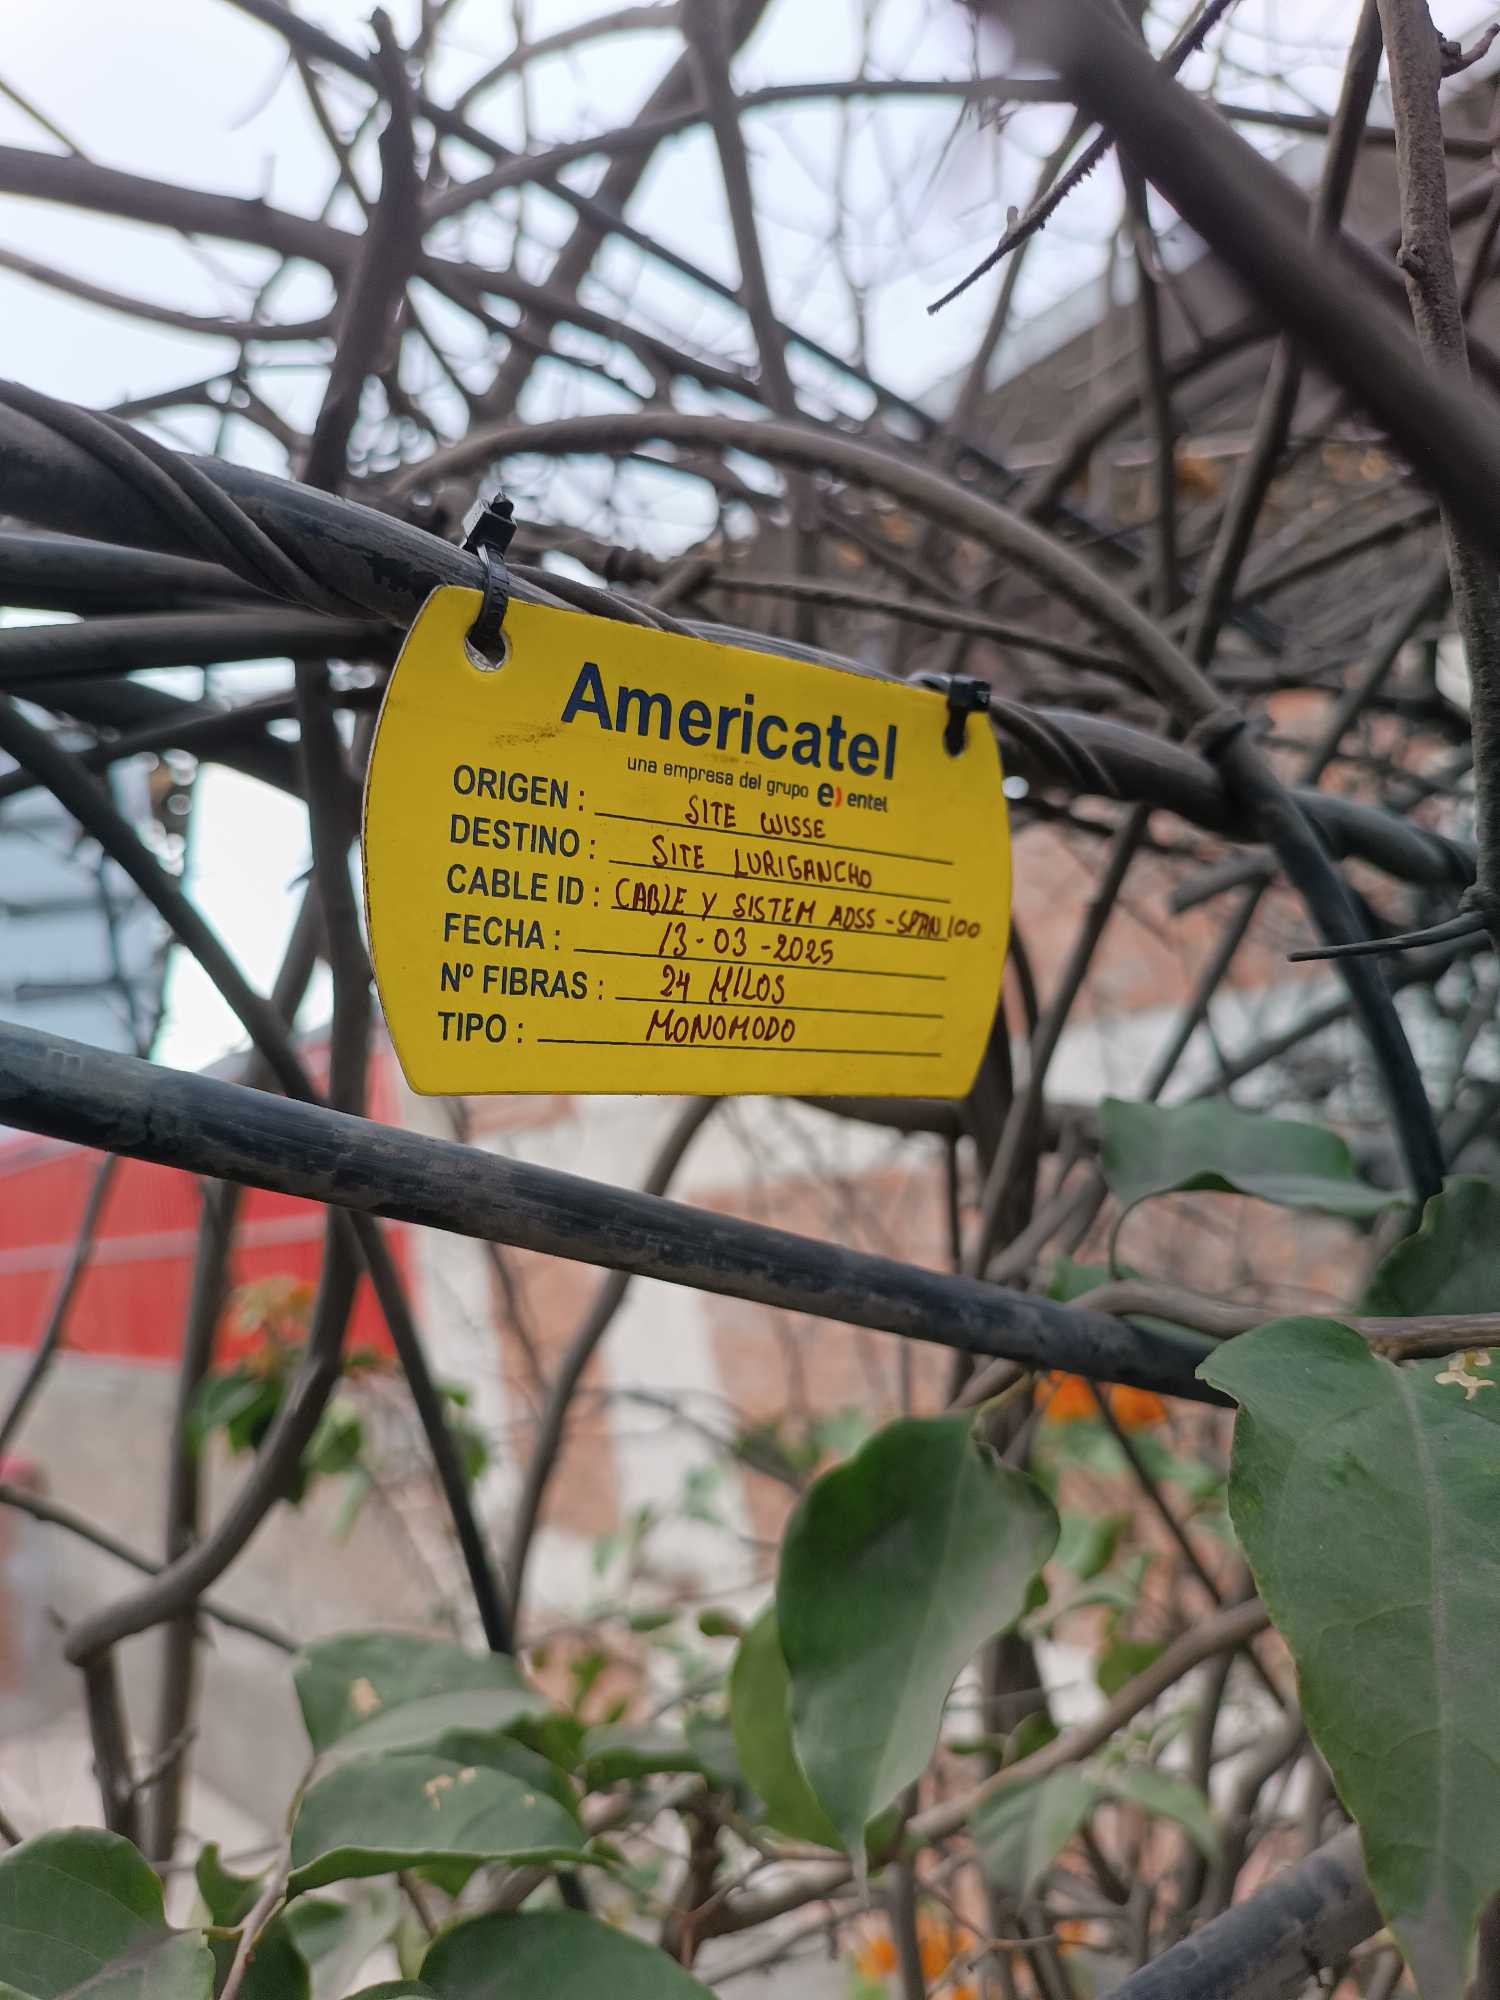 Americatel
una empresa del grupo e) entel
ORIGEN : SITE WISSE
DESTINO : SITE LURIGANCHO
CABLE ID : CABLE Y SISTEM ADSS - SPAN 100
FECHA : 13-03-2025
Nº FIBRAS : 24 HILOS
TIPO : MONOMODO